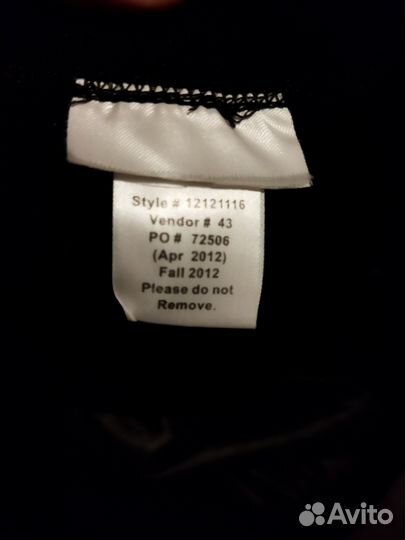 Style # 12121116
Vendor # 43
PO # 72506
(Apr 2012)
Fall 2012
Please do not
Remove.
Avito